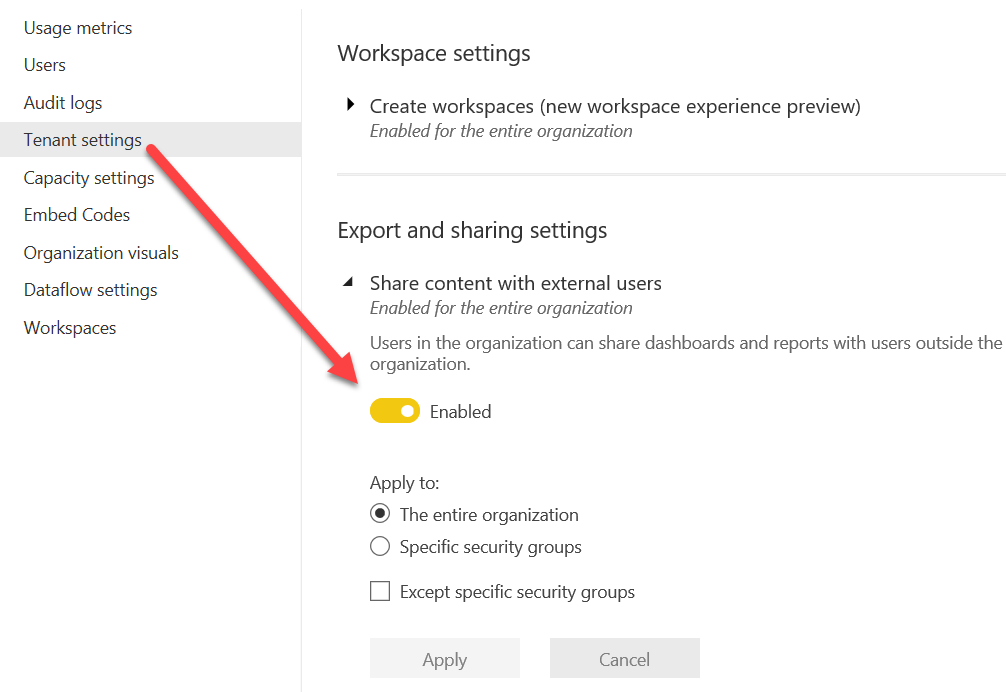 Usage metrics
Users
Audit logs
Tenant settings
Capacity settings
Embed Codes
Organization visuals
Dataflow settings
Workspaces
Workspace settings
Create workspaces (new workspace experience preview)
Enabled for the entire organization
Export and sharing settings
Share content with external users
Enabled for the entire organization
Users in the organization can share dashboards and reports with users outside the
organization.
Enabled
Apply to:
The entire organization
Specific security groups
Except specific security groups
Apply
Cancel